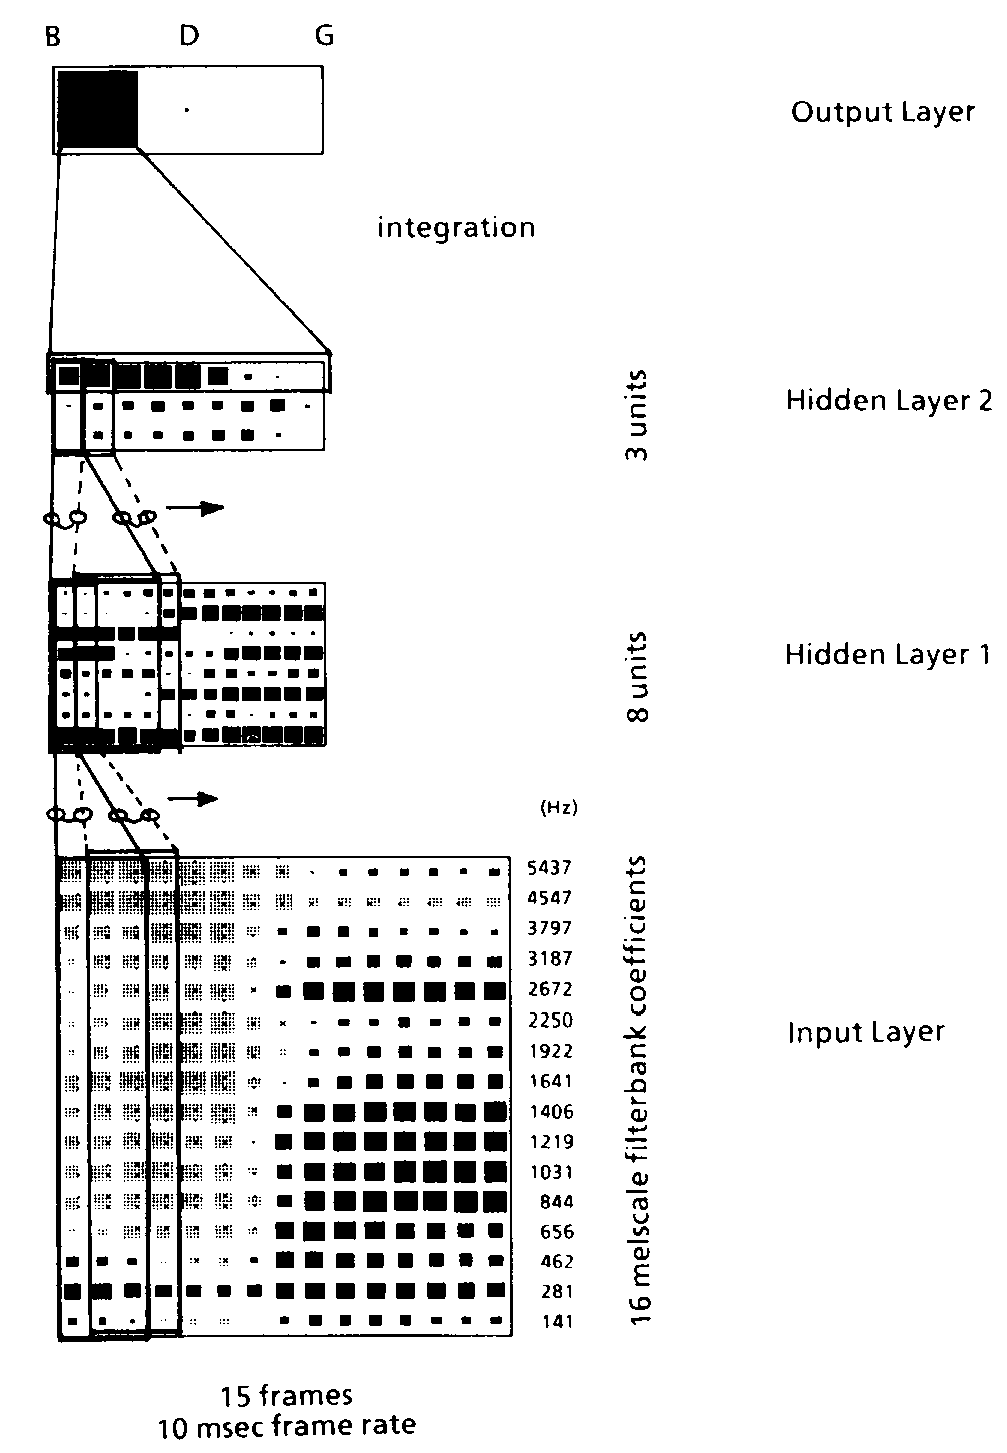 B D G
Output Layer
integration
3 units
Hidden Layer 2
8 units
Hidden Layer 1
(Hz)
5437
4547
3797
3187
2672
2250
1922
1641
1406
1219
1031
844
656
462
281
141
16 melscale filterbank coefficients
Input Layer
15 frames
10 msec frame rate